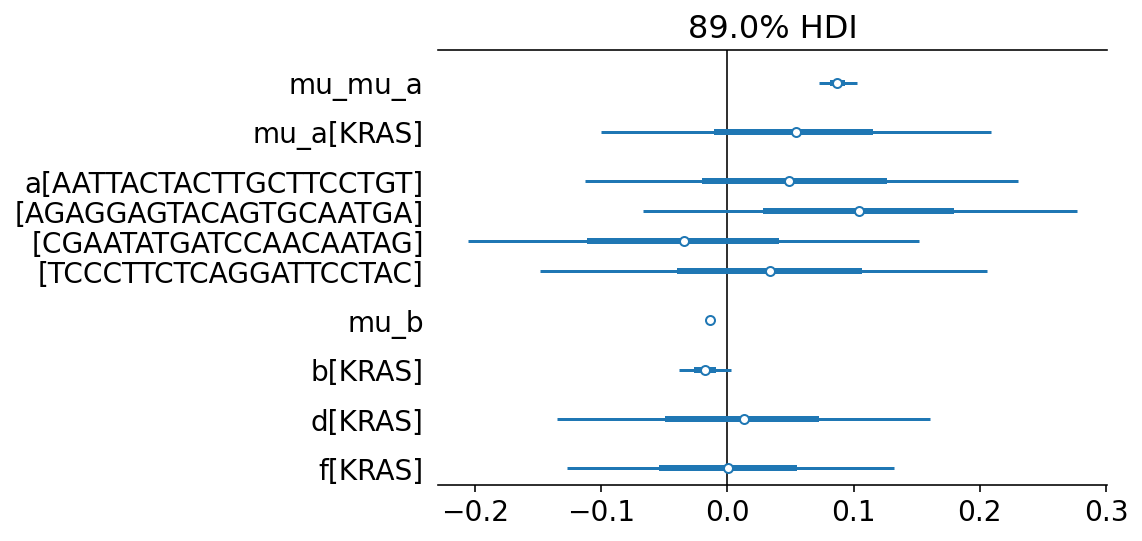 89.0% HDI
mu_mu_a
mu_a[KRAS]
a[AATTACTACTTGCTTCCTGT]
[AGAGGAGTACAGTGCAATGA]
[CGAATATGATCCAACAATAG]
[TCCCTTCTCAGGATTCCTAC]
mu_b
b[KRAS]
d[KRAS]
f[KRAS]
−0.2 −0.1 0.0 0.1 0.2 0.3